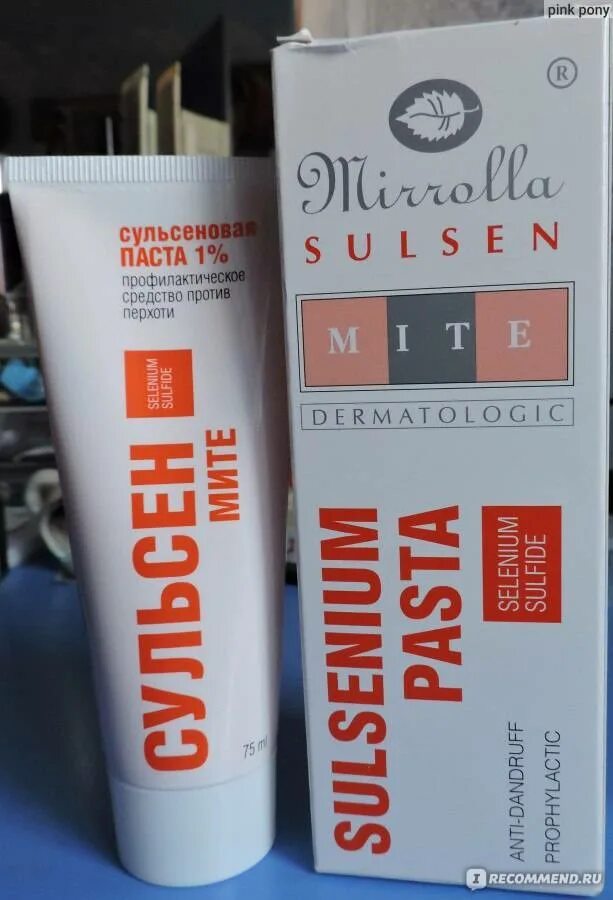 pink pony
сульсеновая
ПАСТА 1%
профилактическое
средство против
перхоти
SELENIUM
SULFIDE
СУЛЬСЕН
МИТЕ
75 ml
®
Mirrolla
SULSEN
MITE
DERMATOLOGIC
SULSENIUM
PASTA
SELENIUM
SULFIDE
ANTI-DANDRUFF
PROPHYLACTIC
I RECOMMEND.RU